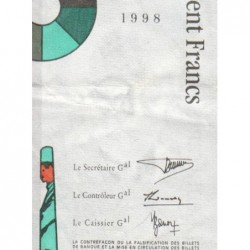 1998
ent Francs
Le Secrétaire Gᵃˡ
Le Contrôleur Gᵃˡ
Le Caissier Gᵃˡ
LA CONTREFAÇON OU LA FALSIFICATION DES BILLETS
DE BANQUE ET LA MISE EN CIRCULATION DES BILLETS